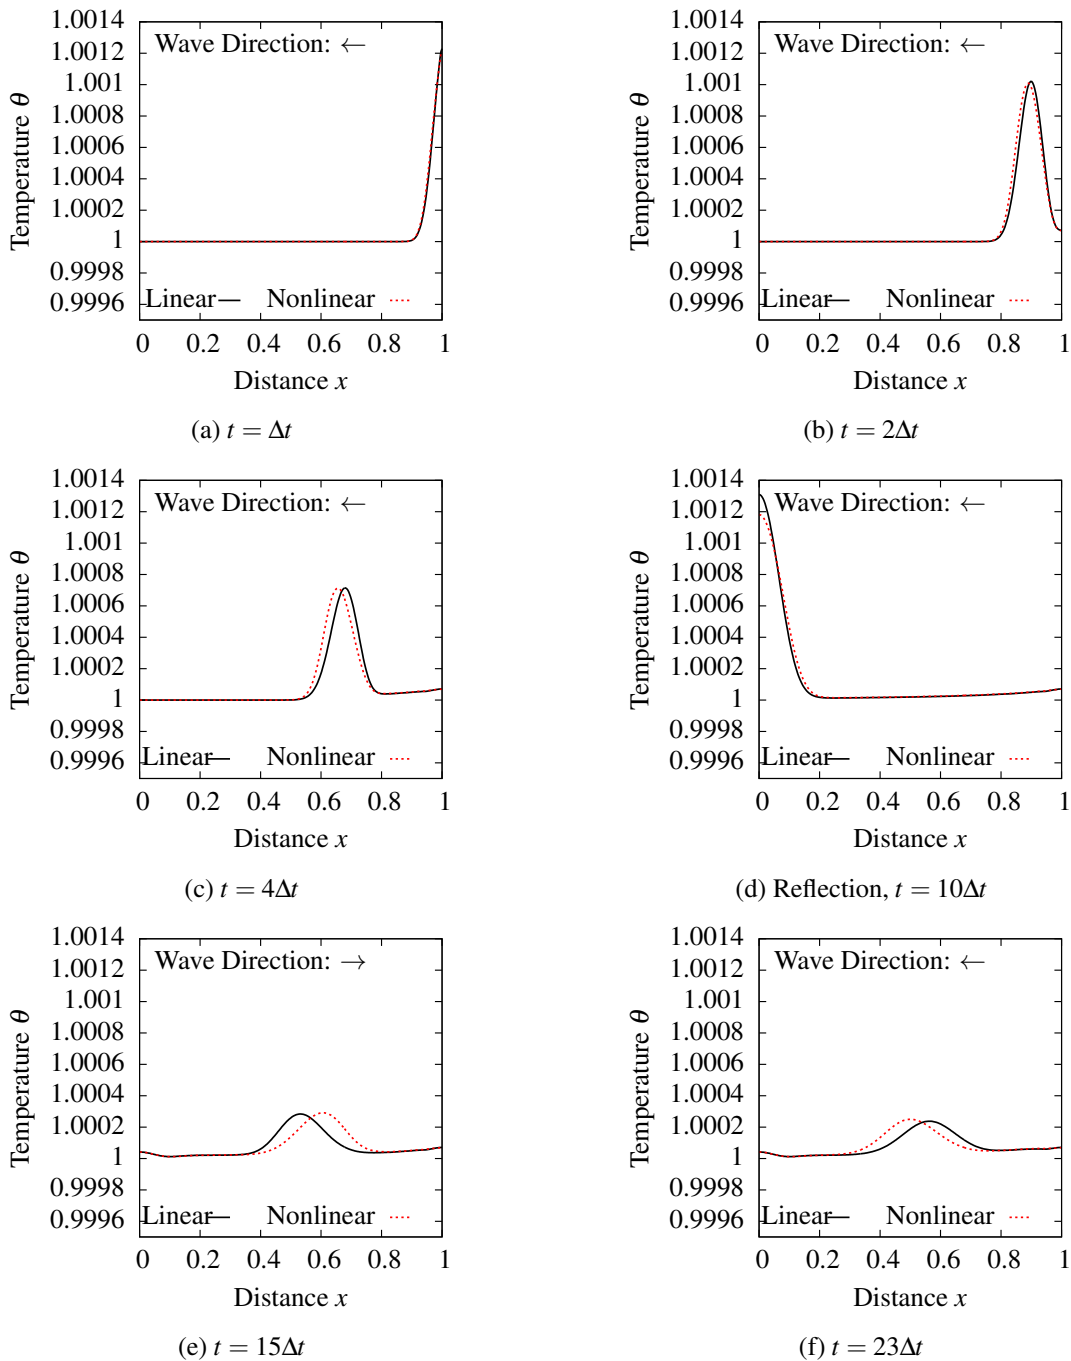 1.0014
1.0012
1.001
1.0008
1.0006
1.0004
1.0002
1
0.9998
0.9996
Temperature θ
Wave Direction: ←
Linear Nonlinear
0 0.2 0.4 0.6 0.8 1
Distance x
(a) t = Δt
1.0014
1.0012
1.001
1.0008
1.0006
1.0004
1.0002
1
0.9998
0.9996
Temperature θ
Wave Direction: ←
Linear Nonlinear
0 0.2 0.4 0.6 0.8 1
Distance x
(b) t = 2Δt
1.0014
1.0012
1.001
1.0008
1.0006
1.0004
1.0002
1
0.9998
0.9996
Temperature θ
Wave Direction: ←
Linear Nonlinear
0 0.2 0.4 0.6 0.8 1
Distance x
(c) t = 4Δt
1.0014
1.0012
1.001
1.0008
1.0006
1.0004
1.0002
1
0.9998
0.9996
Temperature θ
Wave Direction: ←
Linear Nonlinear
0 0.2 0.4 0.6 0.8 1
Distance x
(d) Reflection, t = 10Δt
1.0014
1.0012
1.001
1.0008
1.0006
1.0004
1.0002
1
0.9998
0.9996
Temperature θ
Wave Direction: →
Linear Nonlinear
0 0.2 0.4 0.6 0.8 1
Distance x
(e) t = 15Δt
1.0014
1.0012
1.001
1.0008
1.0006
1.0004
1.0002
1
0.9998
0.9996
Temperature θ
Wave Direction: ←
Linear Nonlinear
0 0.2 0.4 0.6 0.8 1
Distance x
(f) t = 23Δt